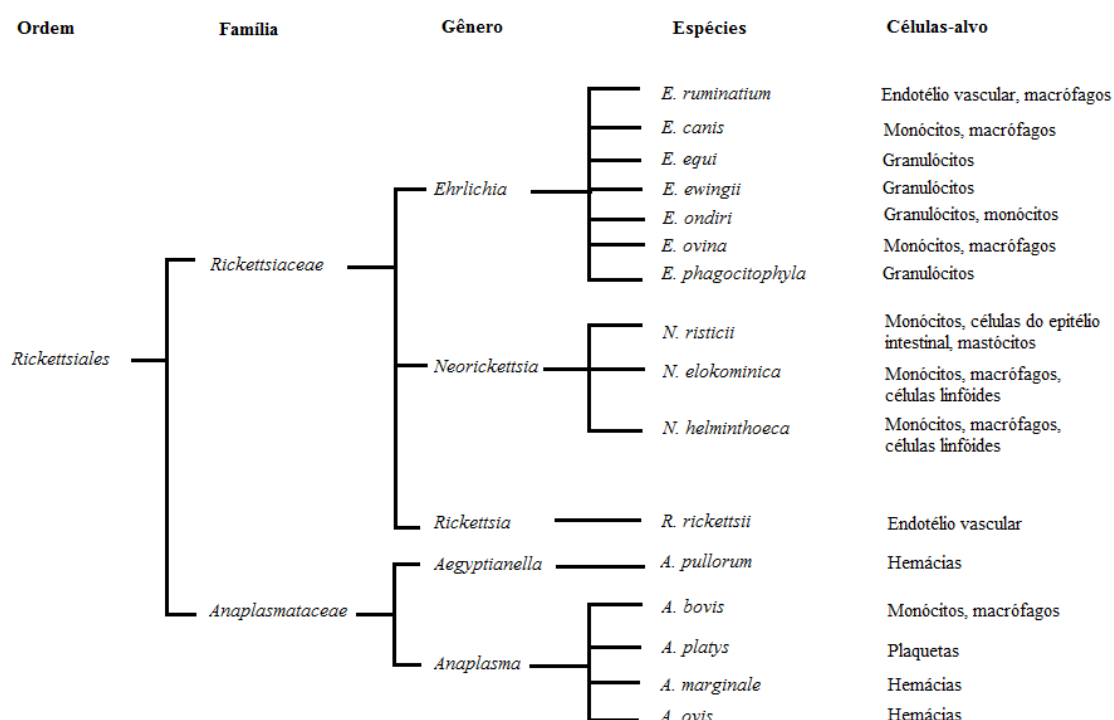 Ordem Família Gênero Espécies Células-alvo
E. ruminatium Endotélio vascular, macrófagos
E. canis Monócitos, macrófagos
E. equi Granulócitos
Ehrlichia E. ewingii Granulócitos
E. ondiri Granulócitos, monócitos
E. ovina Monócitos, macrófagos
Rickettsiaceae
E. phagocitophyla Granulócitos
N. risticii Monócitos, células do epitélio
intestinal, mastócitos
Rickettsiales
Neorickettsia N. elokominica Monócitos, macrófagos,
células linfóides
N. helminthoeca Monócitos, macrófagos,
células linfóides
Rickettsia R. rickettsii Endotélio vascular
Aegyptianella A. pullorum Hemácias
Anaplasmataceae A. bovis Monócitos, macrófagos
A. platys Plaquetas
Anaplasma
A. marginale Hemácias
A. ovis Hemácias